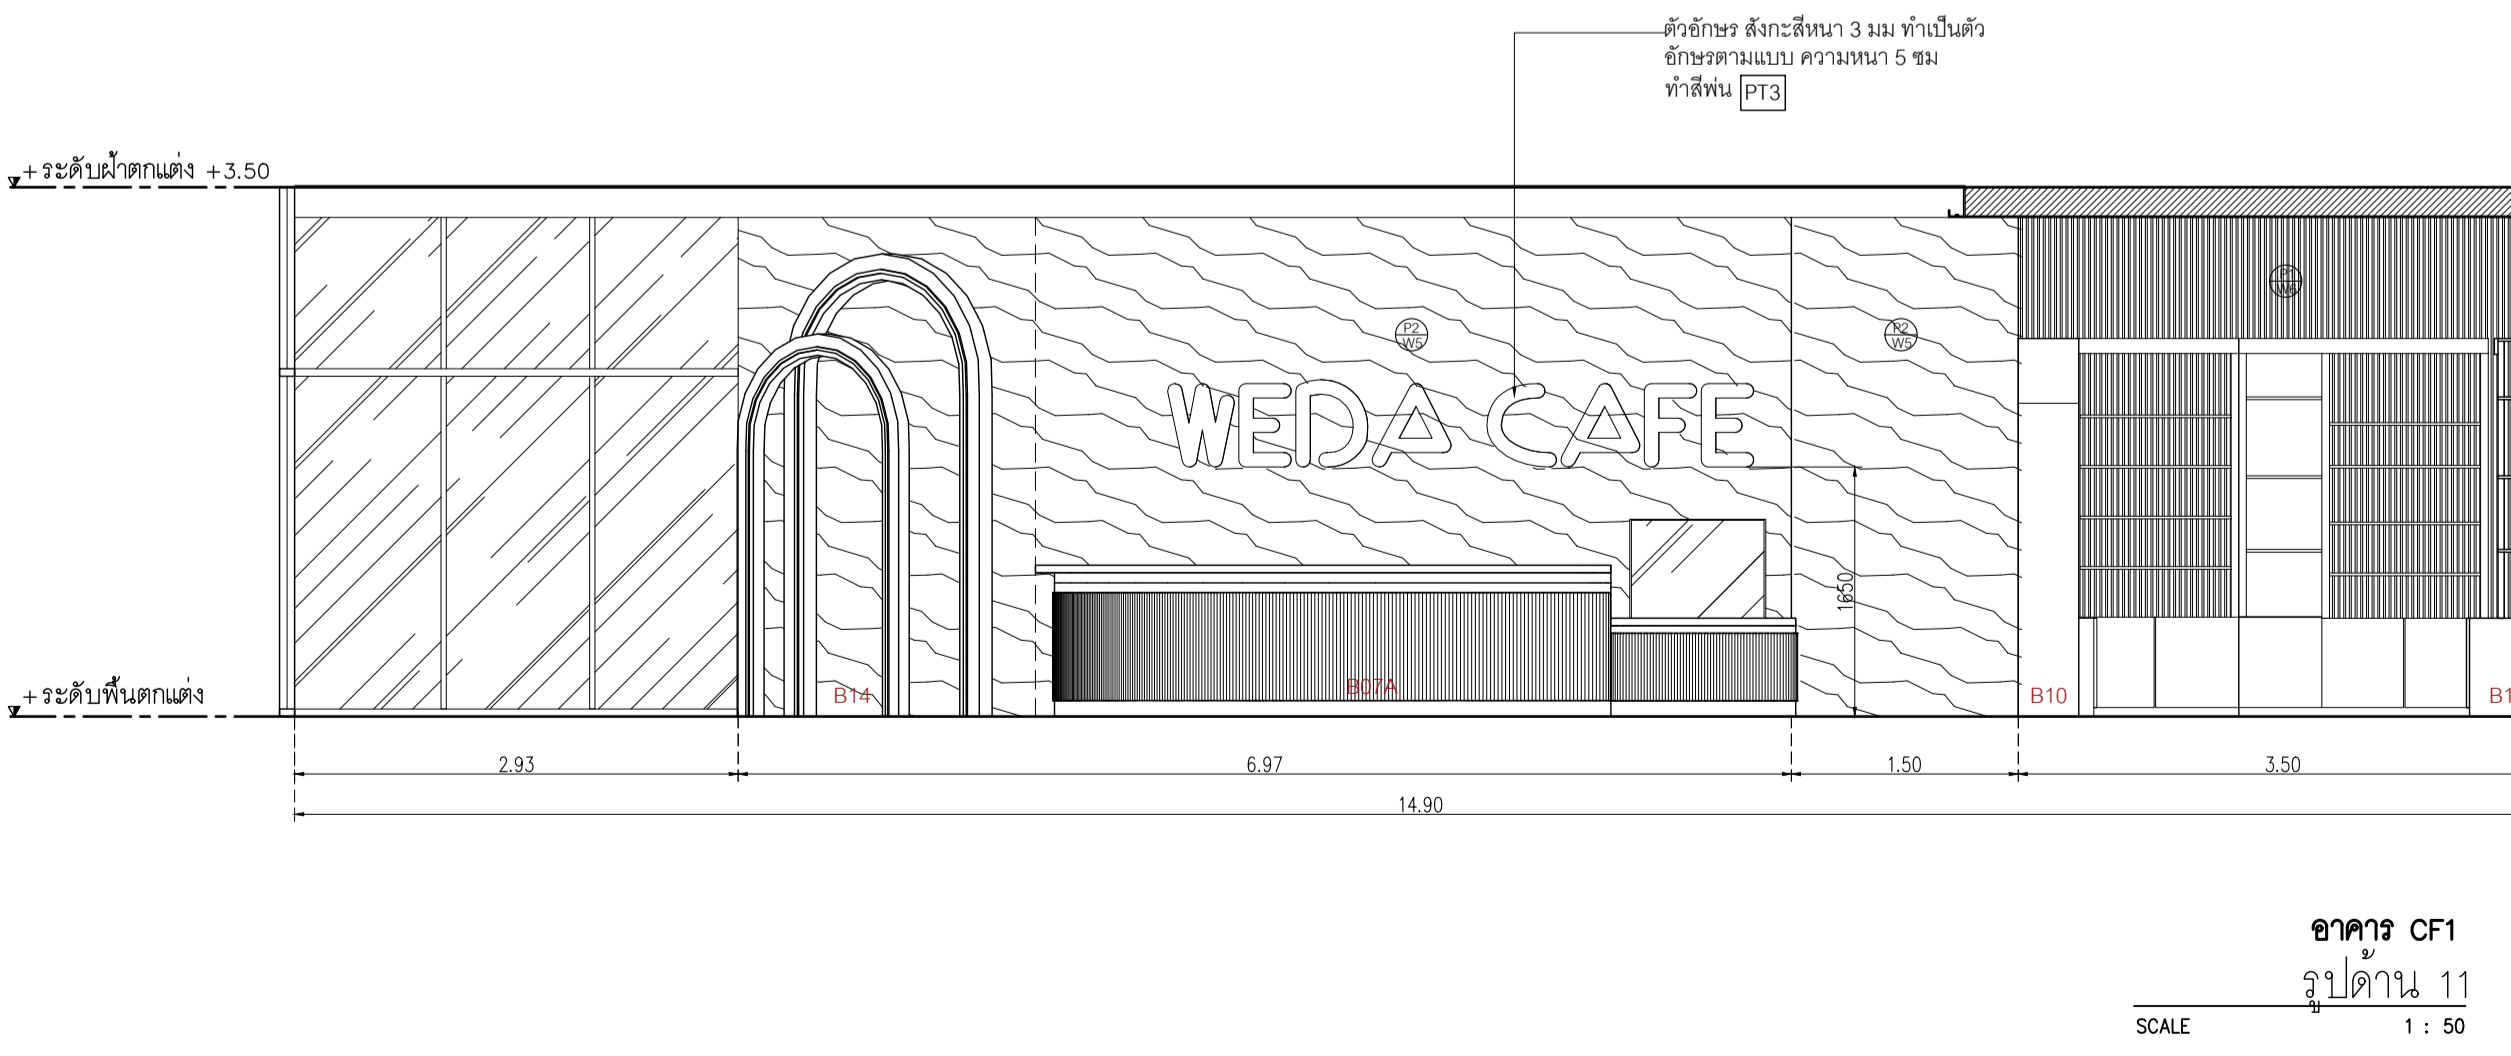 ตัวอักษร สังกะสีหนา 3 มม ทำเป็นตัว
อักษรตามแบบ ความหนา 5 ซม
ทำสีพ่น PT3
+ระดับฝ้าตกแต่ง +3.50
P1
W6
P2
W5
P2
W5
WEDA CAFE
1650
+ระดับพื้นตกแต่ง
B14
B07A
B10
B1
2.93
6.97
1.50
3.50
14.90
อาคาร CF1
รูปด้าน 11
SCALE 1 : 50